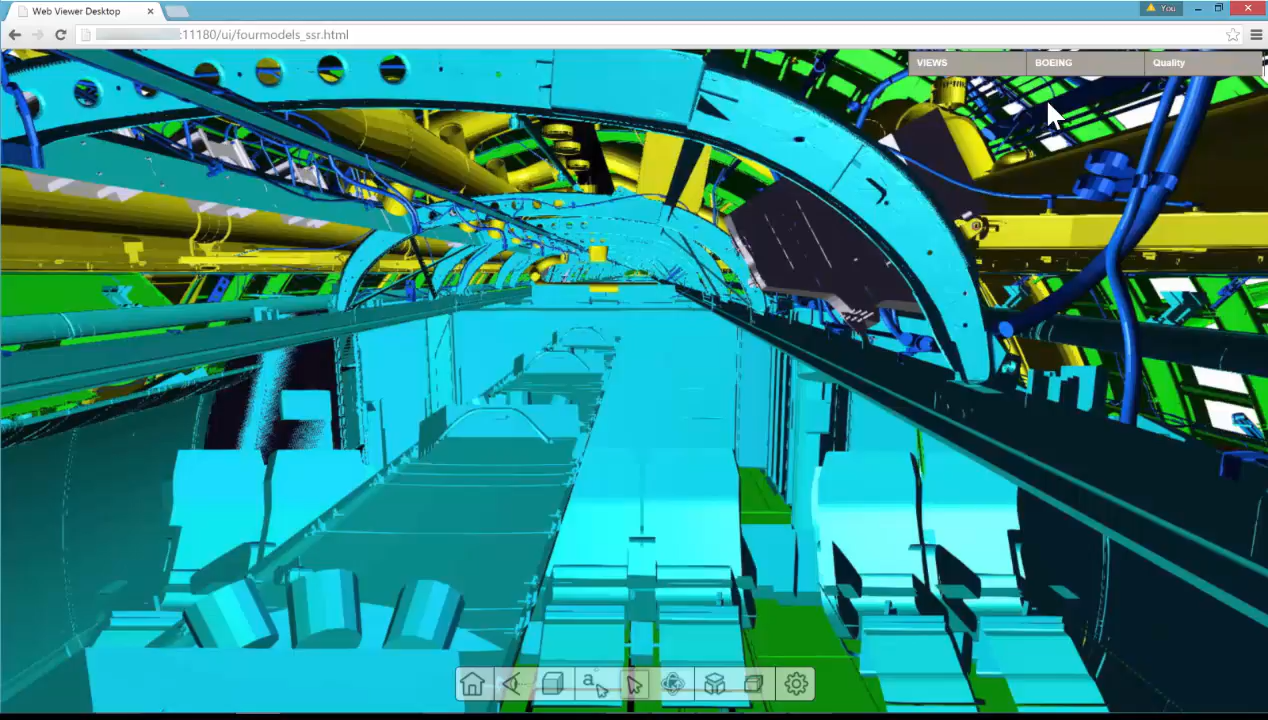 Web Viewer Desktop
You
:11180/ui/fourmodels_ssr.html
VIEWS
BOEING
Quality
a